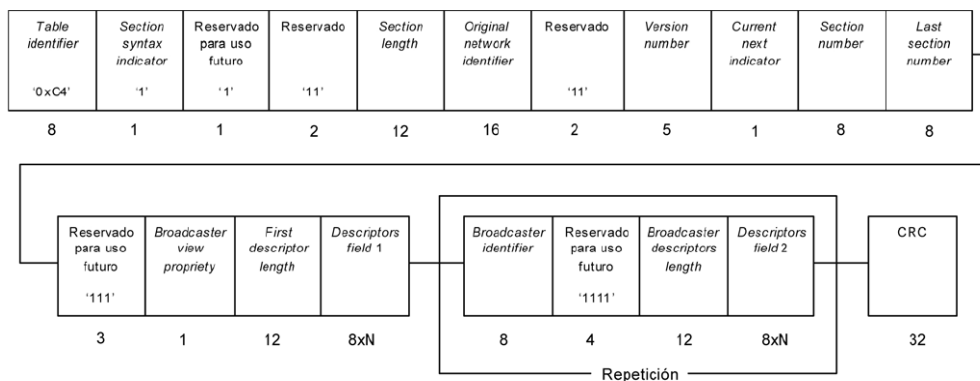 Table identifier
'0xC4'
8
Section syntax indicator
'1'
1
Reservado para uso futuro
'1'
1
Reservado
'11'
2
Section length
12
Original network identifier
16
Reservado
'11'
2
Version number
5
Current next indicator
1
Section number
8
Last section number
8
Reservado para uso futuro
'111'
3
Broadcaster view propriety
1
First descriptor length
12
Descriptors field 1
8xN
Broadcaster identifier
8
Reservado para uso futuro
'1111'
4
Broadcaster descriptors length
12
Descriptors field 2
8xN
CRC
32
Repetición